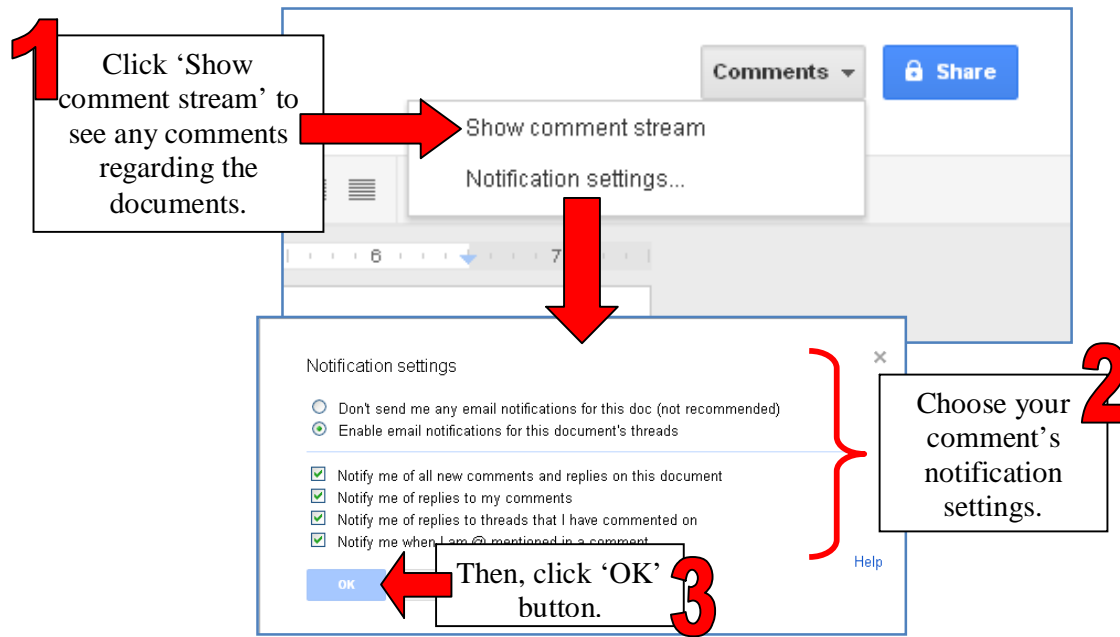 1
Click ‘Show
comment stream’ to
see any comments
regarding the
documents.
Comments
Share
Show comment stream
Notification settings...
6
7
Notification settings
Don't send me any email notifications for this doc (not recommended)
Enable email notifications for this document's threads
Notify me of all new comments and replies on this document
Notify me of replies to my comments
Notify me of replies to threads that I have commented on
Notify me when I am @ mentioned in a comment
Help
OK
2
Choose your
comment’s
notification
settings.
Then, click ‘OK’
button.
3